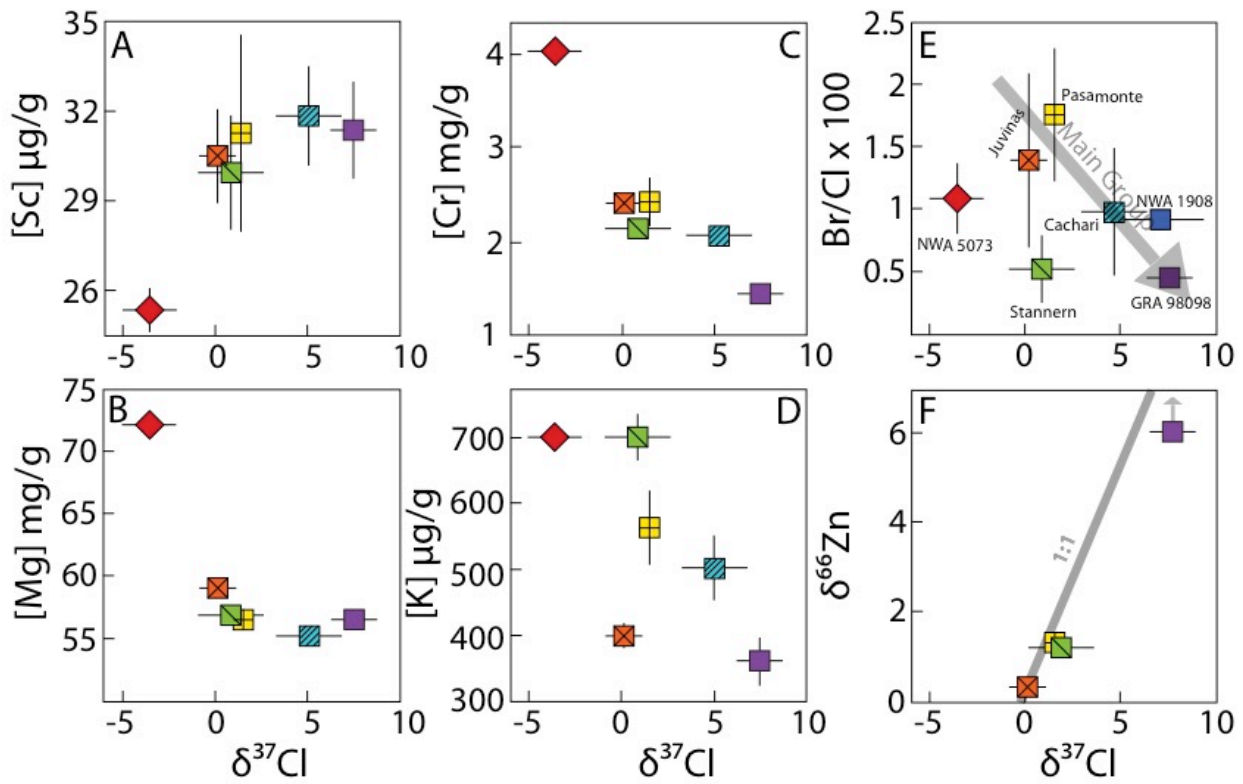 A
[Sc] µg/g
35
32
29
26
-5
0
5
10
C
[Cr] mg/g
4
3
2
1
-5
0
5
10
E
Br/Cl x 100
2.5
2
1.5
1
0.5
Pasamonte
Juvinas
Main Group
NWA 1908
Cachari
NWA 5073
GRA 98098
Stannern
-5
0
5
10
B
[Mg] mg/g
75
70
65
60
55
-5
0
5
10
δ³⁷Cl
D
[K] µg/g
700
600
500
400
300
-5
0
5
10
δ³⁷Cl
F
δ⁶⁶Zn
6
4
2
0
1:1
-5
0
5
10
δ³⁷Cl